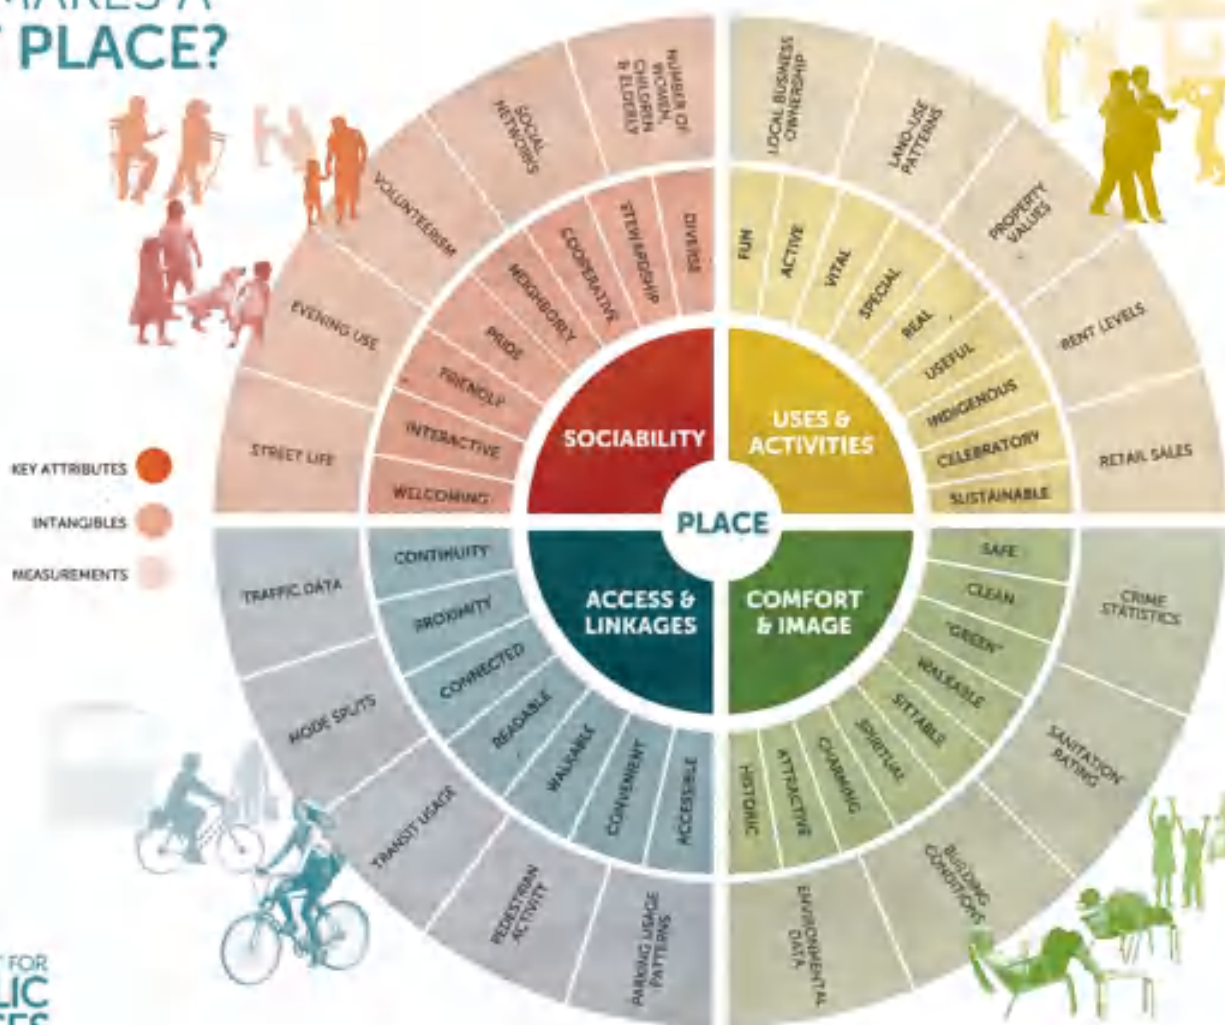 MAKES A
PLACE?
KEY ATTRIBUTES
INTANGIBLES
MEASUREMENTS
PLACE
SOCIABILITY
USES &
ACTIVITIES
ACCESS &
LINKAGES
COMFORT
& IMAGE
WELCOMING
INTERACTIVE
FRIENDLY
PRIDE
NEIGHBORLY
COOPERATIVE
STEWARDSHIP
DIVERSE
STREET LIFE
EVENING USE
VOLUNTEERISM
SOCIAL
NETWORKS
NUMBER OF
WOMEN,
CHILDREN
& ELDERLY
FUN
ACTIVE
VITAL
SPECIAL
REAL
USEFUL
INDIGENOUS
CELEBRATORY
SUSTAINABLE
LOCAL BUSINESS
OWNERSHIP
LAND-USE
PATTERNS
PROPERTY
VALUES
RENT LEVELS
RETAIL SALES
SAFE
CLEAN
"GREEN"
WALKABLE
SITTABLE
SPIRITUAL
CHARMING
ATTRACTIVE
HISTORIC
CRIME
STATISTICS
SANITATION
RATING
BUILDING
CONDITIONS
ENVIRONMENTAL
DATA
CONTINUITY
PROXIMITY
CONNECTED
READABLE
WALKABLE
CONVENIENT
ACCESSIBLE
TRAFFIC DATA
MODE SPLITS
TRANSIT USAGE
PEDESTRIAN
ACTIVITY
PARKING USAGE
PATTERNS
FOR
LIC